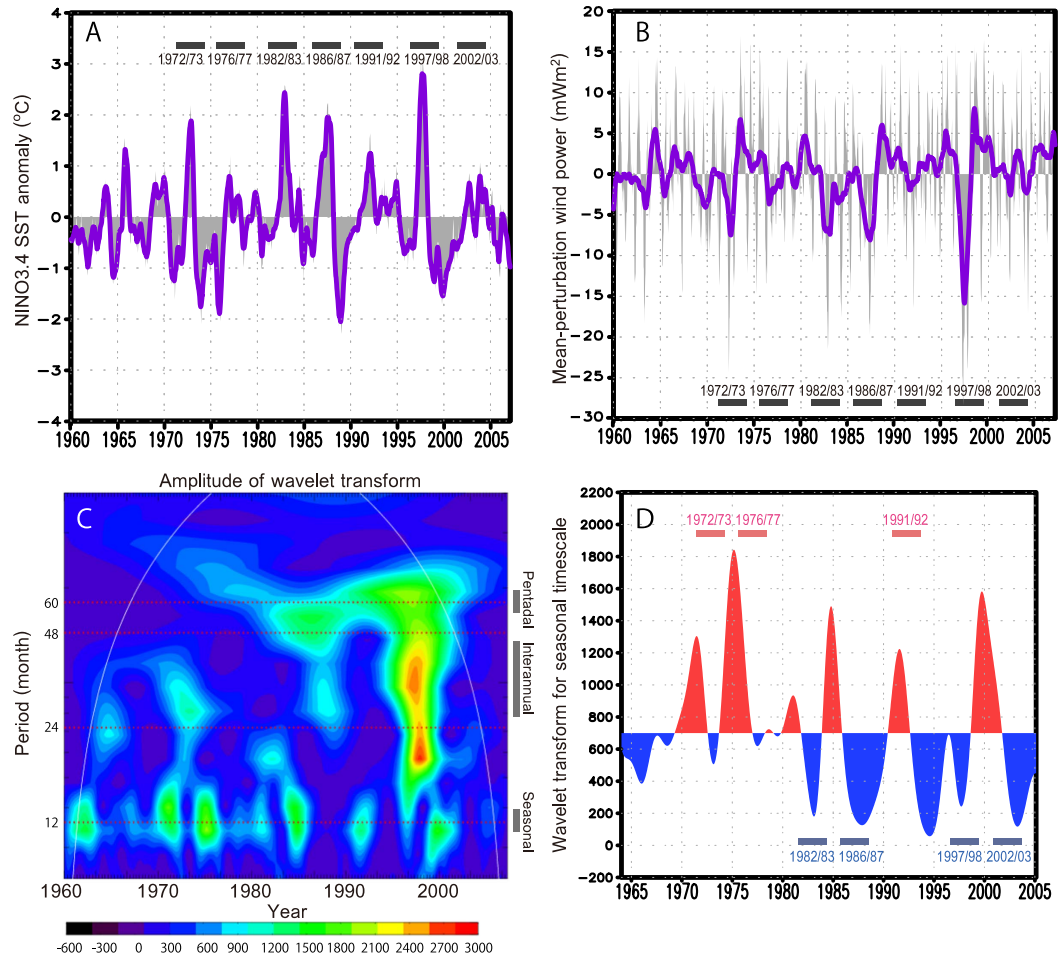 A
NINO3.4 SST anomaly (ºC)
4
3
2
1
0
−1
−2
−3
−4
1972/73 1976/77 1982/83 1986/87 1991/92 1997/98 2002/03
1960 1965 1970 1975 1980 1985 1990 1995 2000 2005
B
Mean-perturbation wind power (mWm²)
20
15
10
5
0
−5
−10
−15
−20
−25
−30
1972/73 1976/77 1982/83 1986/87 1991/92 1997/98 2002/03
1960 1965 1970 1975 1980 1985 1990 1995 2000 2005
Amplitude of wavelet transform
C
Period (month)
60
48
24
12
Pentadal
Interannual
Seasonal
1960 1970 1980 1990 2000
Year
-600 -300 0 300 600 900 1200 1500 1800 2100 2400 2700 3000
D
Wavelet transform for seasonal timescale
2200
2000
1800
1600
1400
1200
1000
800
600
400
200
0
-200
1972/73 1976/77 1991/92
1982/83 1986/87 1997/98 2002/03
1965 1970 1975 1980 1985 1990 1995 2000 2005